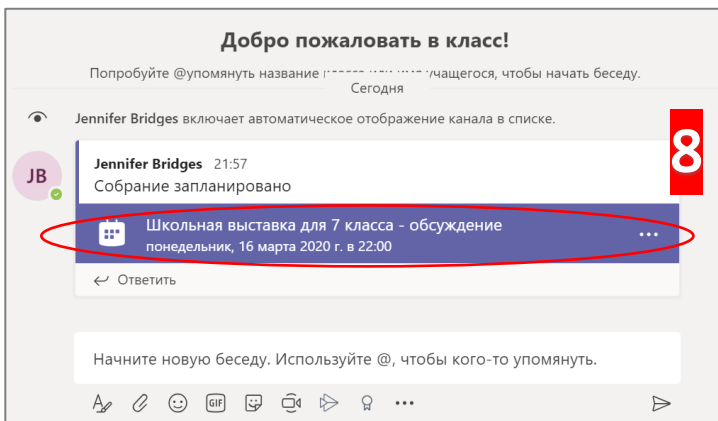 Добро пожаловать в класс!
Попробуйте @упомянуть название учащегося, чтобы начать беседу.
Сегодня
Jennifer Bridges включает автоматическое отображение канала в списке.
8
JB
Jennifer Bridges 21:57
Собрание запланировано
Школьная выставка для 7 класса - обсуждение
понедельник, 16 марта 2020 г. в 22:00
Ответить
Начните новую беседу. Используйте @, чтобы кого-то упомянуть.
GIF